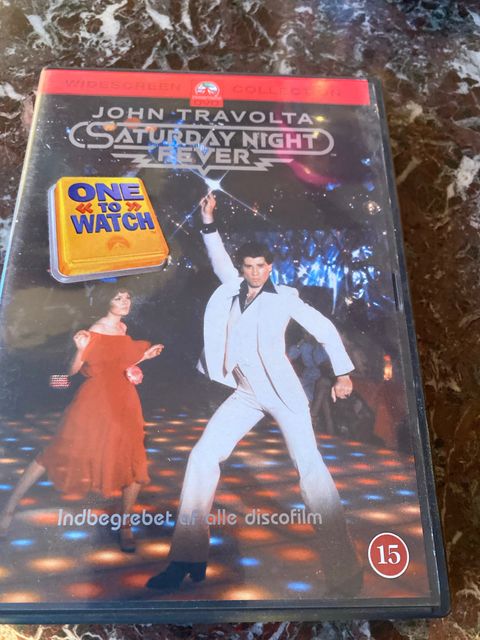 WIDESCREEN COLLECTION
JOHN TRAVOLTA
SATURDAY NIGHT
FEVER
ONE
« TO »
WATCH
Indbegrebet af alle discofilm
15